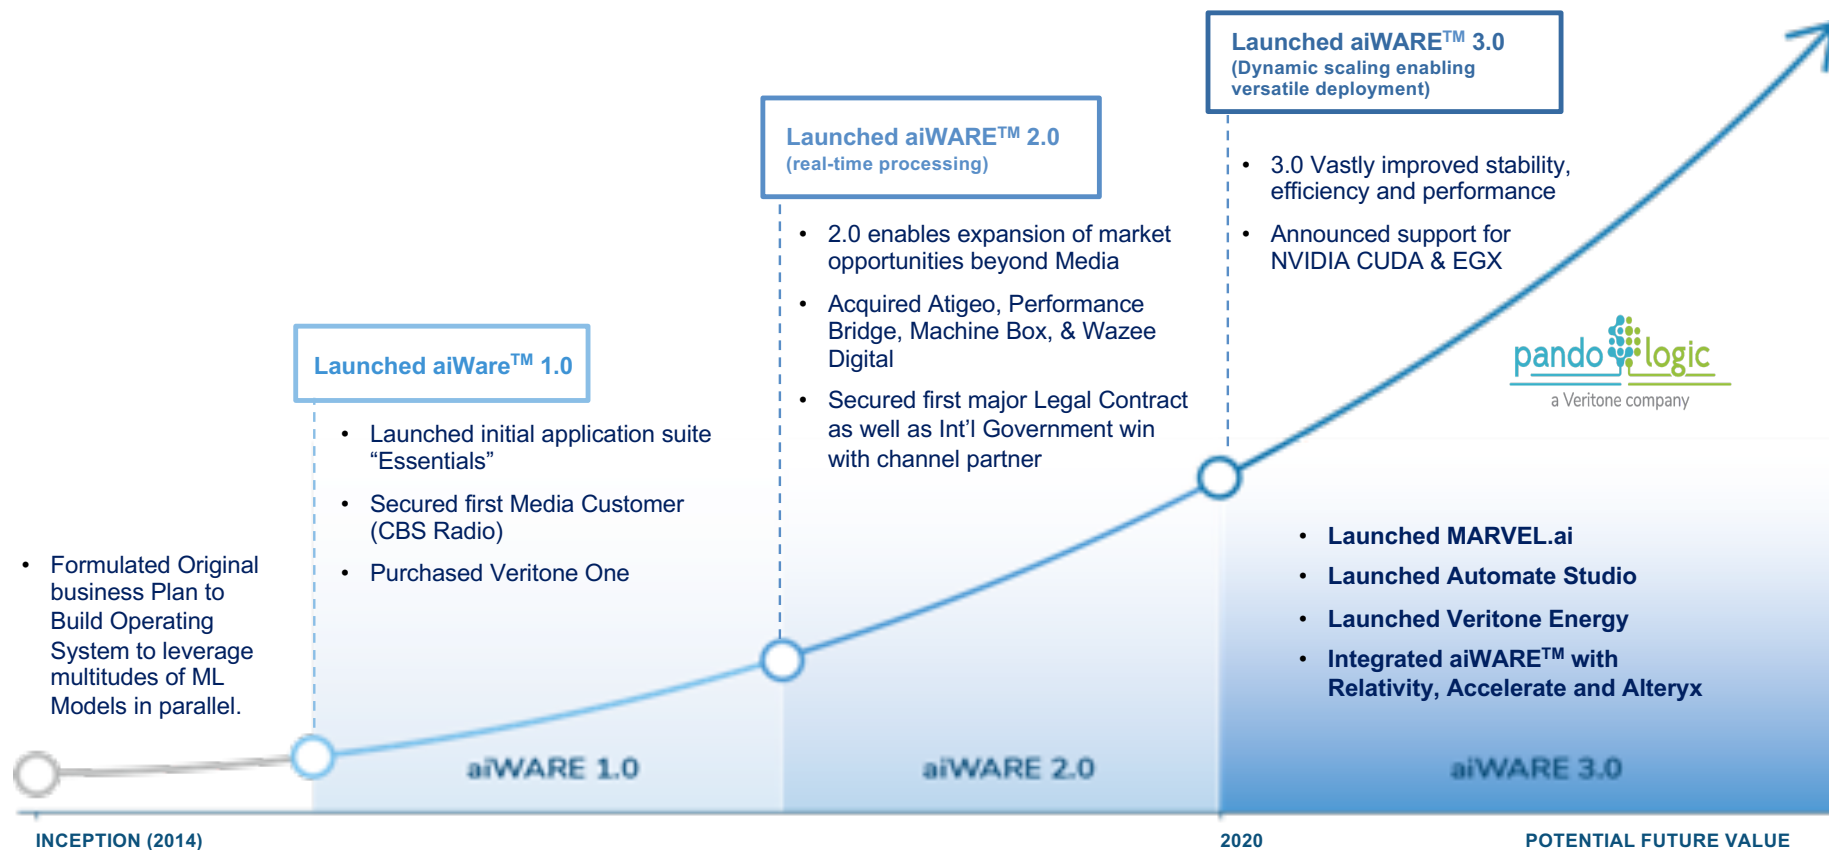 Launched aiWARE™ 3.0
(Dynamic scaling enabling
versatile deployment)
Launched aiWARE™ 2.0
(real-time processing)
• 3.0 Vastly improved stability,
efficiency and performance
• Announced support for
NVIDIA CUDA & EGX
• 2.0 enables expansion of market
opportunities beyond Media
• Acquired Atigeo, Performance
Bridge, Machine Box, & Wazee
Digital
• Secured first major Legal Contract
as well as Int’l Government win
with channel partner
Launched aiWare™ 1.0
• Launched initial application suite
“Essentials”
• Secured first Media Customer
(CBS Radio)
• Purchased Veritone One
pandologic
a Veritone company
• Formulated Original
business Plan to
Build Operating
System to leverage
multitudes of ML
Models in parallel.
• Launched MARVEL.ai
• Launched Automate Studio
• Launched Veritone Energy
• Integrated aiWARE™ with
Relativity, Accelerate and Alteryx
aiWARE 1.0
aiWARE 2.0
aiWARE 3.0
INCEPTION (2014)
2020
POTENTIAL FUTURE VALUE